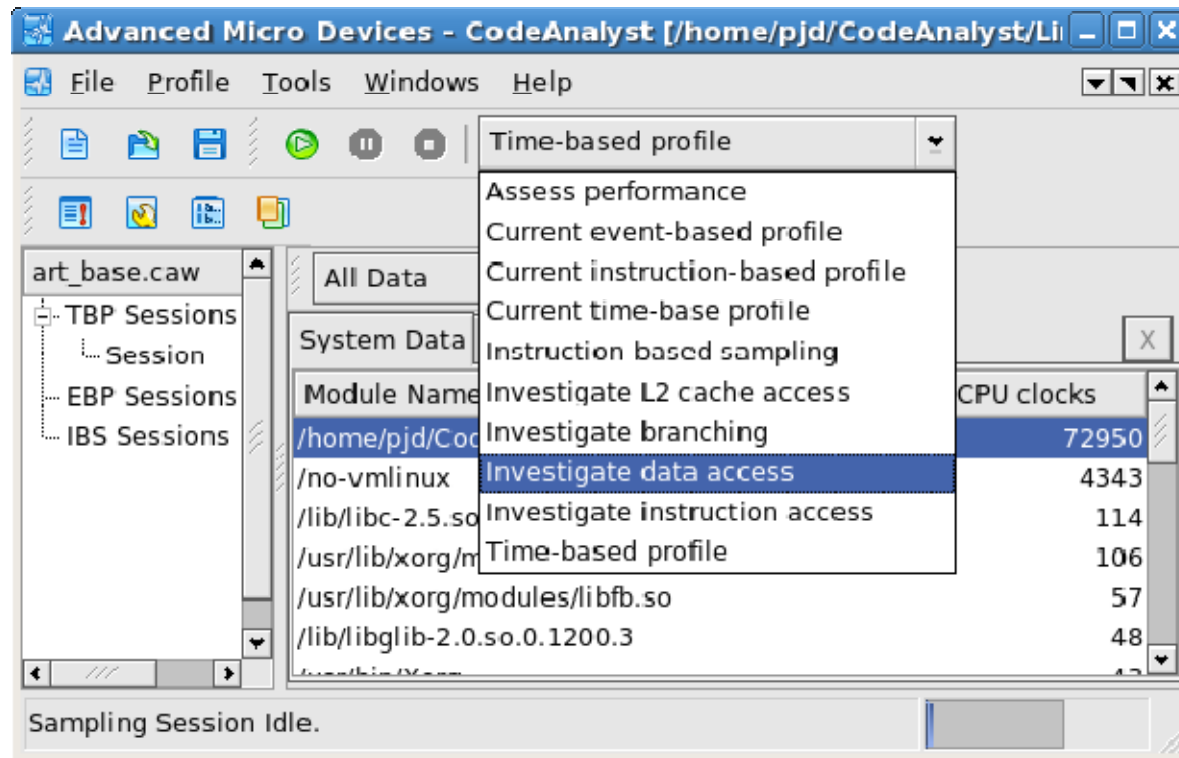 Advanced Micro Devices - CodeAnalyst [/home/pjd/CodeAnalyst/Li
File Profile Tools Windows Help
Time-based profile
Assess performance
Current event-based profile
Current instruction-based profile
Current time-base profile
Instruction based sampling
Investigate L2 cache access
Investigate branching
Investigate data access
Investigate instruction access
Time-based profile
art_base.caw
TBP Sessions
Session
EBP Sessions
IBS Sessions
All Data
System Data X
Module Name CPU clocks
/home/pjd/Cod 72950
/no-vmlinux 4343
/lib/libc-2.5.so 114
/usr/lib/xorg/m 106
/usr/lib/xorg/modules/libfb.so 57
/lib/libglib-2.0.so.0.1200.3 48
Sampling Session Idle.